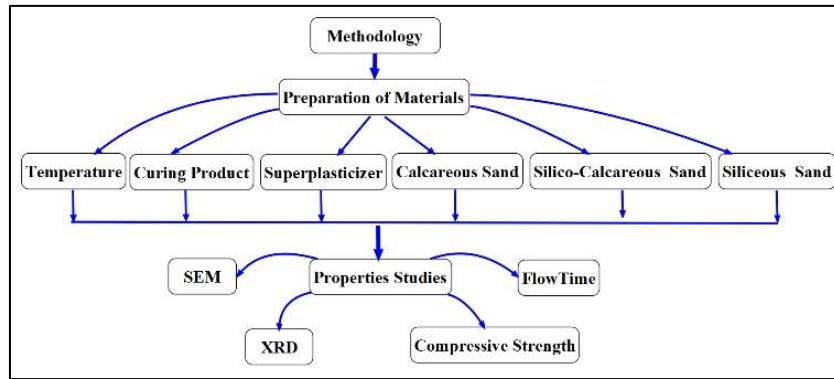 Methodology
Preparation of Materials
Temperature
Curing Product
Superplasticizer
Calcareous Sand
Silico-Calcareous Sand
Siliceous Sand
SEM
Properties Studies
FlowTime
XRD
Compressive Strength